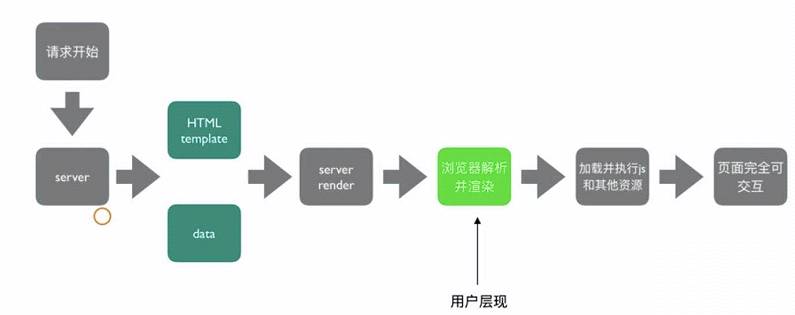 请求开始
server
HTML
template
data
server
render
浏览器解析
并渲染
加载并执行js
和其他资源
页面完全可
交互
用户层现